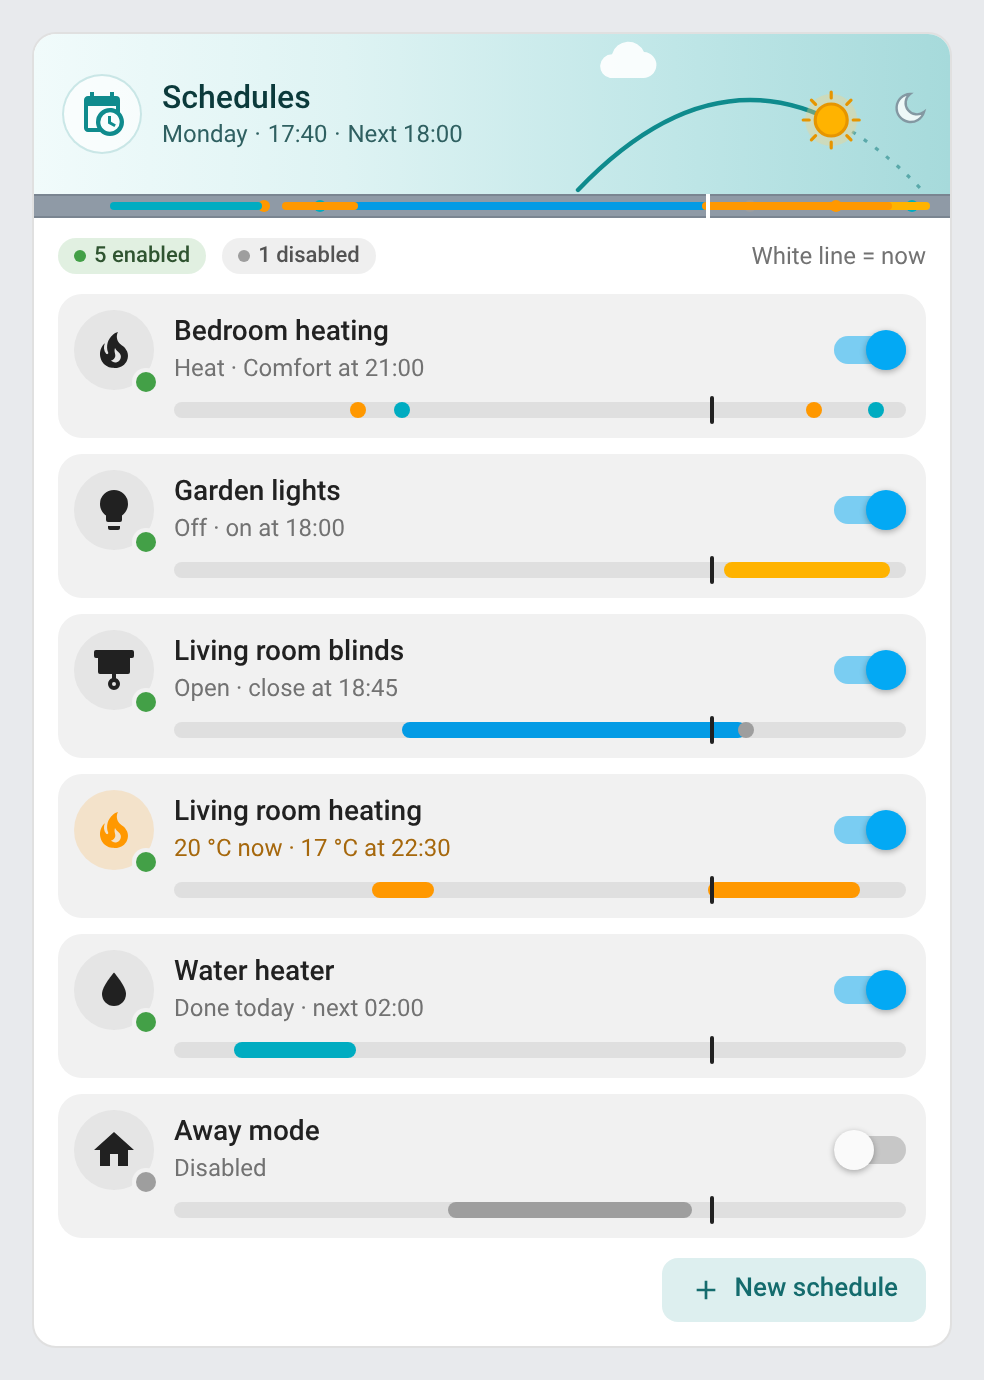 Schedules
Monday · 17:40 · Next 18:00
5 enabled
1 disabled
White line = now
Bedroom heating
Heat · Comfort at 21:00
Garden lights
Off · on at 18:00
Living room blinds
Open · close at 18:45
Living room heating
20 °C now · 17 °C at 22:30
Water heater
Done today · next 02:00
Away mode
Disabled
New schedule